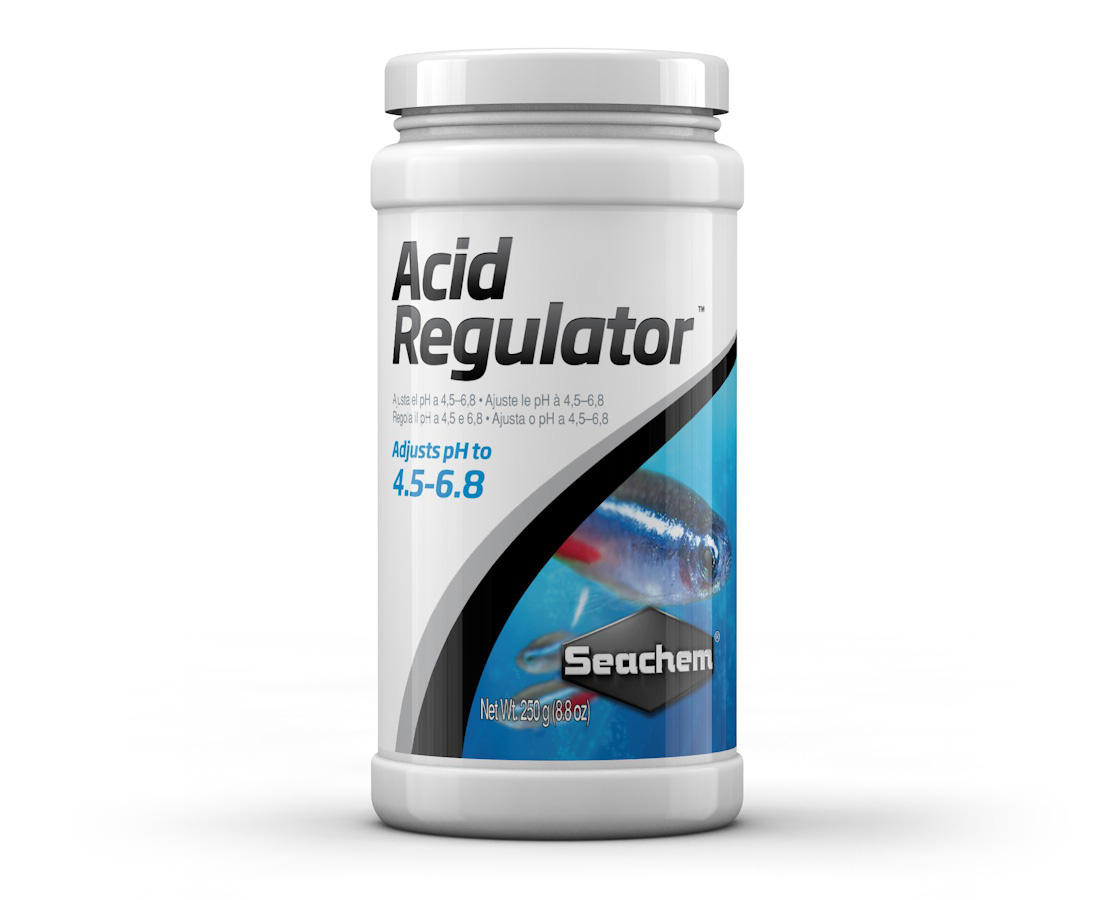 Acid
Regulator™
Ajusta el pH a 4,5–6,8 • Ajuste le pH à 4,5–6,8
Regola il pH a 4,5 e 6,8 • Ajusta o pH a 4,5–6,8
Adjusts pH to
4.5-6.8
Seachem®
Net Wt. 250 g (8.8 oz)